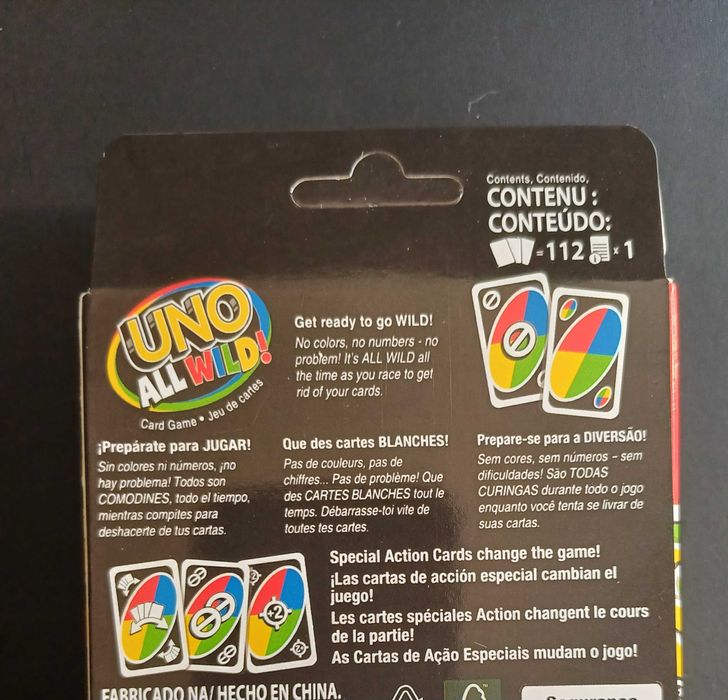 Contents, Contenido,
CONTENU :
CONTEÚDO:
=112 x 1
UNO
ALL WILD!
Card Game • Jeu de cartes
Get ready to go WILD!
No colors, no numbers - no
problem! It's ALL WILD all
the time as you race to get
rid of your cards.
¡Prepárate para JUGAR!
Sin colores ni números, ¡no
hay problema! Todos son
COMODINES, todo el tiempo,
mientras compites para
deshacerte de tus cartas.
Que des cartes BLANCHES!
Pas de couleurs, pas de
chiffres... Pas de problème! Que
des CARTES BLANCHES tout le
temps. Débarrasse-toi vite de
toutes tes cartes.
Prepare-se para a DIVERSÃO!
Sem cores, sem números – sem
dificuldades! São TODAS
CURINGAS durante todo o jogo
enquanto você tenta se livrar de
suas cartas.
+2
Special Action Cards change the game!
¡Las cartas de acción especial cambian el
juego!
Les cartes spéciales Action changent le cours
de la partie!
As Cartas de Ação Especiais mudam o jogo!
FABRICADO NA/ HECHO EN CHINA.
Segurança